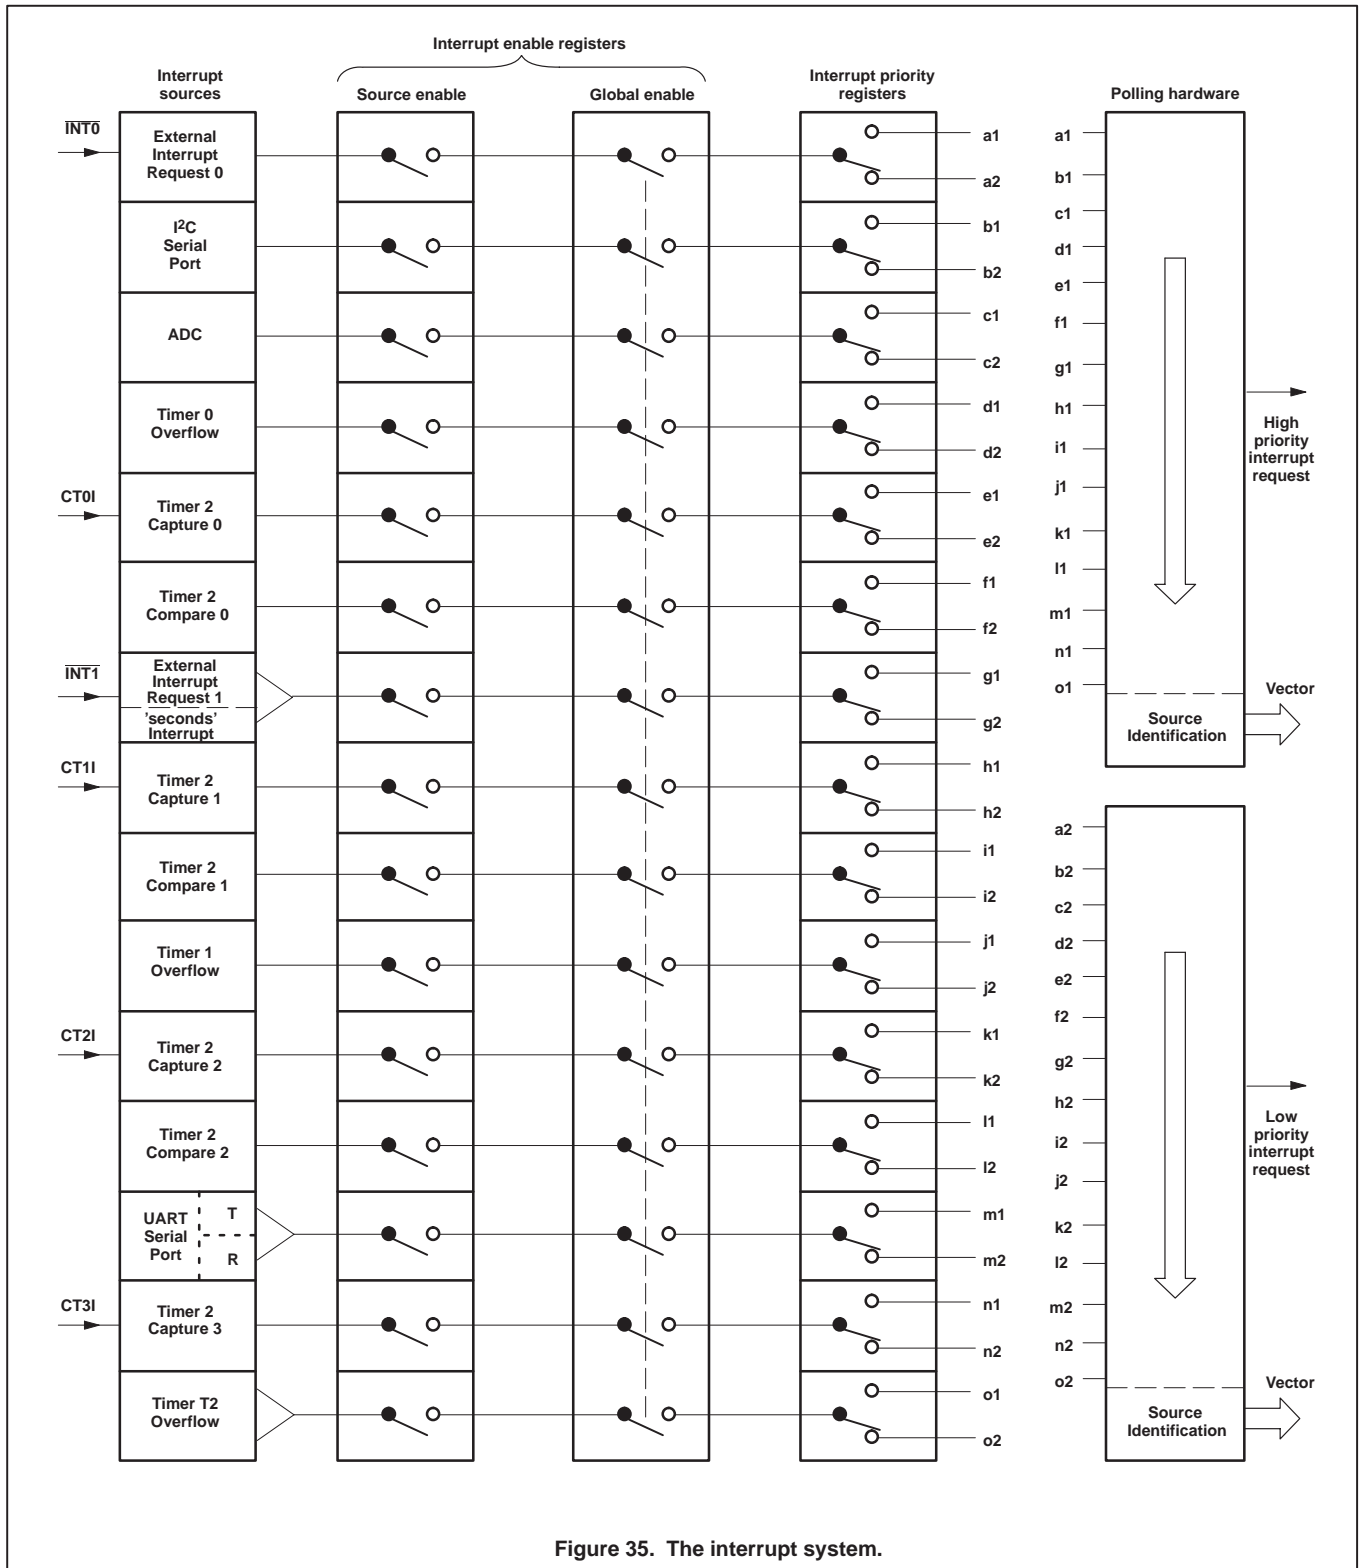 Interrupt enable registers
Interrupt
sources
Source enable
Global enable
Interrupt priority
registers
Polling hardware
INT0
External
Interrupt
Request 0
a1
a2
I2C
Serial
Port
b1
b2
ADC
c1
c2
Timer 0
Overflow
d1
d2
CT0I
Timer 2
Capture 0
e1
e2
Timer 2
Compare 0
f1
f2
INT1
External
Interrupt
Request 1
'seconds'
Interrupt
g1
g2
CT1I
Timer 2
Capture 1
h1
h2
Timer 2
Compare 1
i1
i2
Timer 1
Overflow
j1
j2
CT2I
Timer 2
Capture 2
k1
k2
Timer 2
Compare 2
l1
l2
UART
Serial
Port
T
R
m1
m2
CT3I
Timer 2
Capture 3
n1
n2
Timer T2
Overflow
o1
o2
a1
b1
c1
d1
e1
f1
g1
h1
i1
j1
k1
l1
m1
n1
o1
High
priority
interrupt
request
Source
Identification
Vector
a2
b2
c2
d2
e2
f2
g2
h2
i2
j2
k2
l2
m2
n2
o2
Low
priority
interrupt
request
Source
Identification
Vector
Figure 35. The interrupt system.